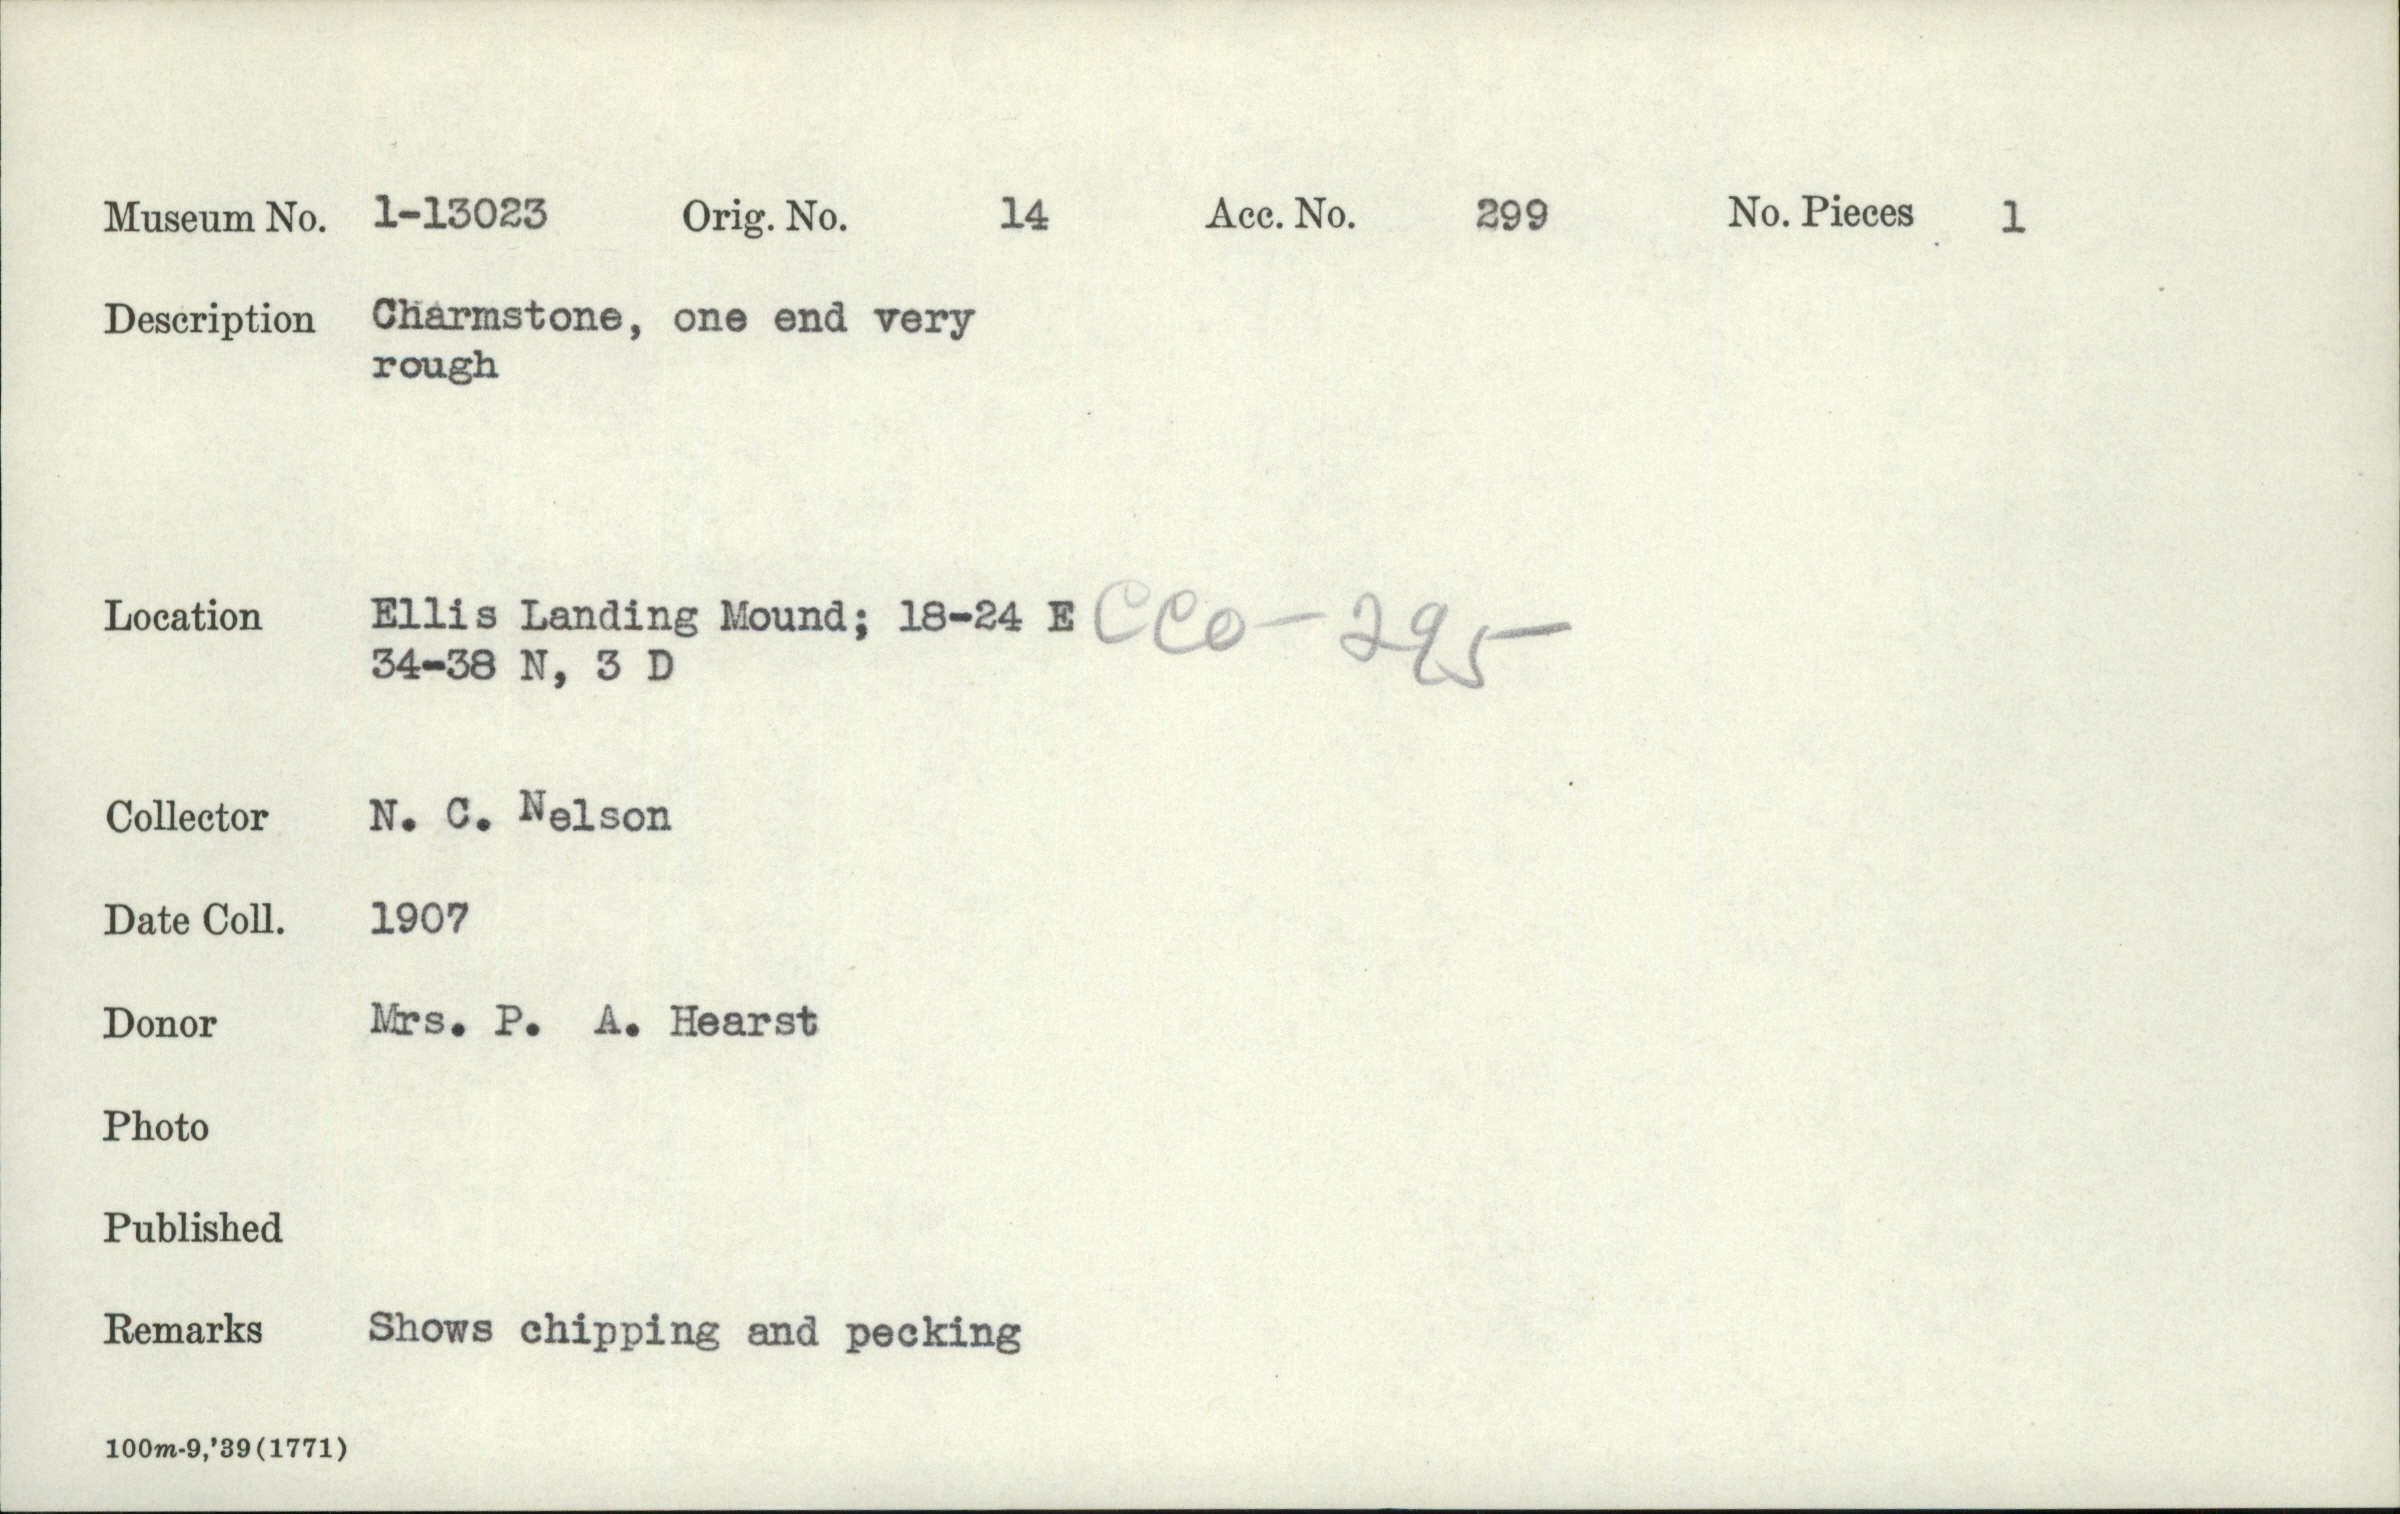 Museum No. 1-13023 Orig. No. 14 Acc. No. 299 No. Pieces 1
Description Charmstone, one end very
rough
Location Ellis Landing Mound; 18-24 E CCO-295
34-38 N, 3 D
Collector N. C. Nelson
Date Coll. 1907
Donor Mrs. P. A. Hearst
Photo
Published
Remarks Shows chipping and pecking
100m-9,'39(1771)